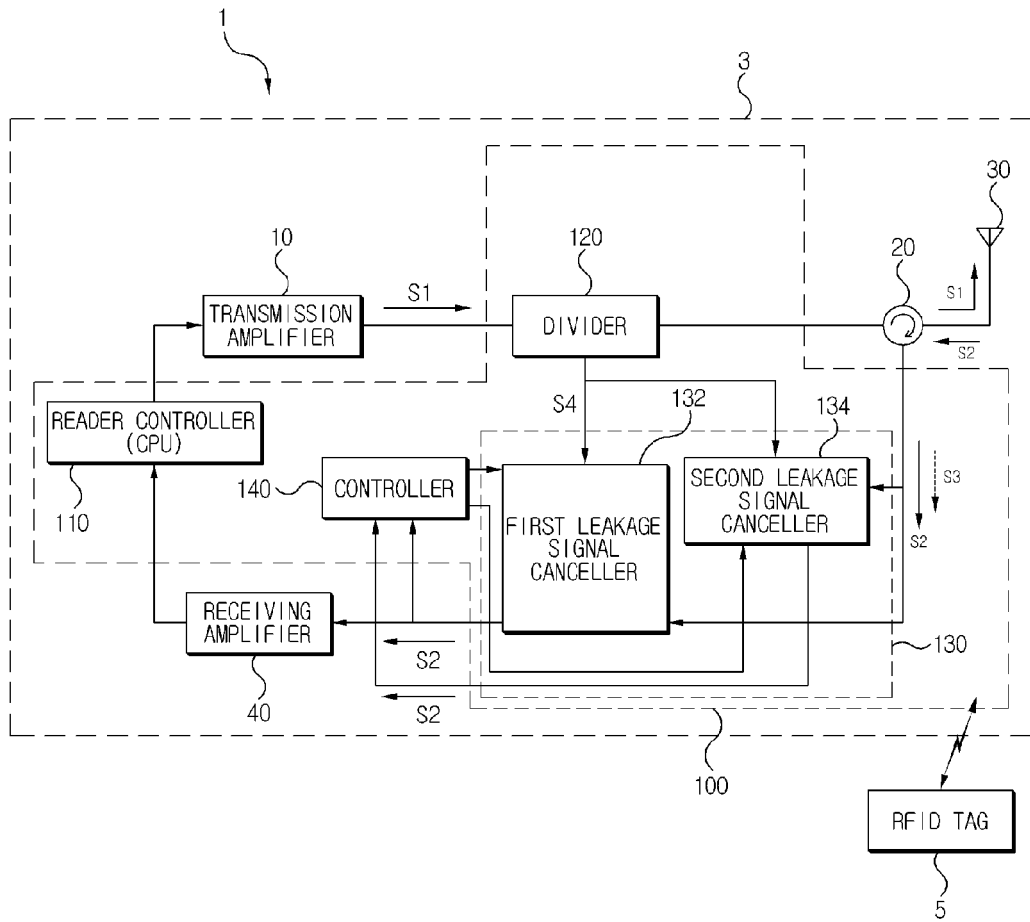 1
3
30
10
120
20
TRANSMISSION
AMPLIFIER
S1
DIVIDER
S1
S2
READER CONTROLLER
(CPU)
110
S4
132
134
140
CONTROLLER
FIRST LEAKAGE
SIGNAL
CANCELLER
SECOND LEAKAGE
SIGNAL
CANCELLER
S3
S2
RECEIVING
AMPLIFIER
40
S2
S2
130
100
RFID TAG
5